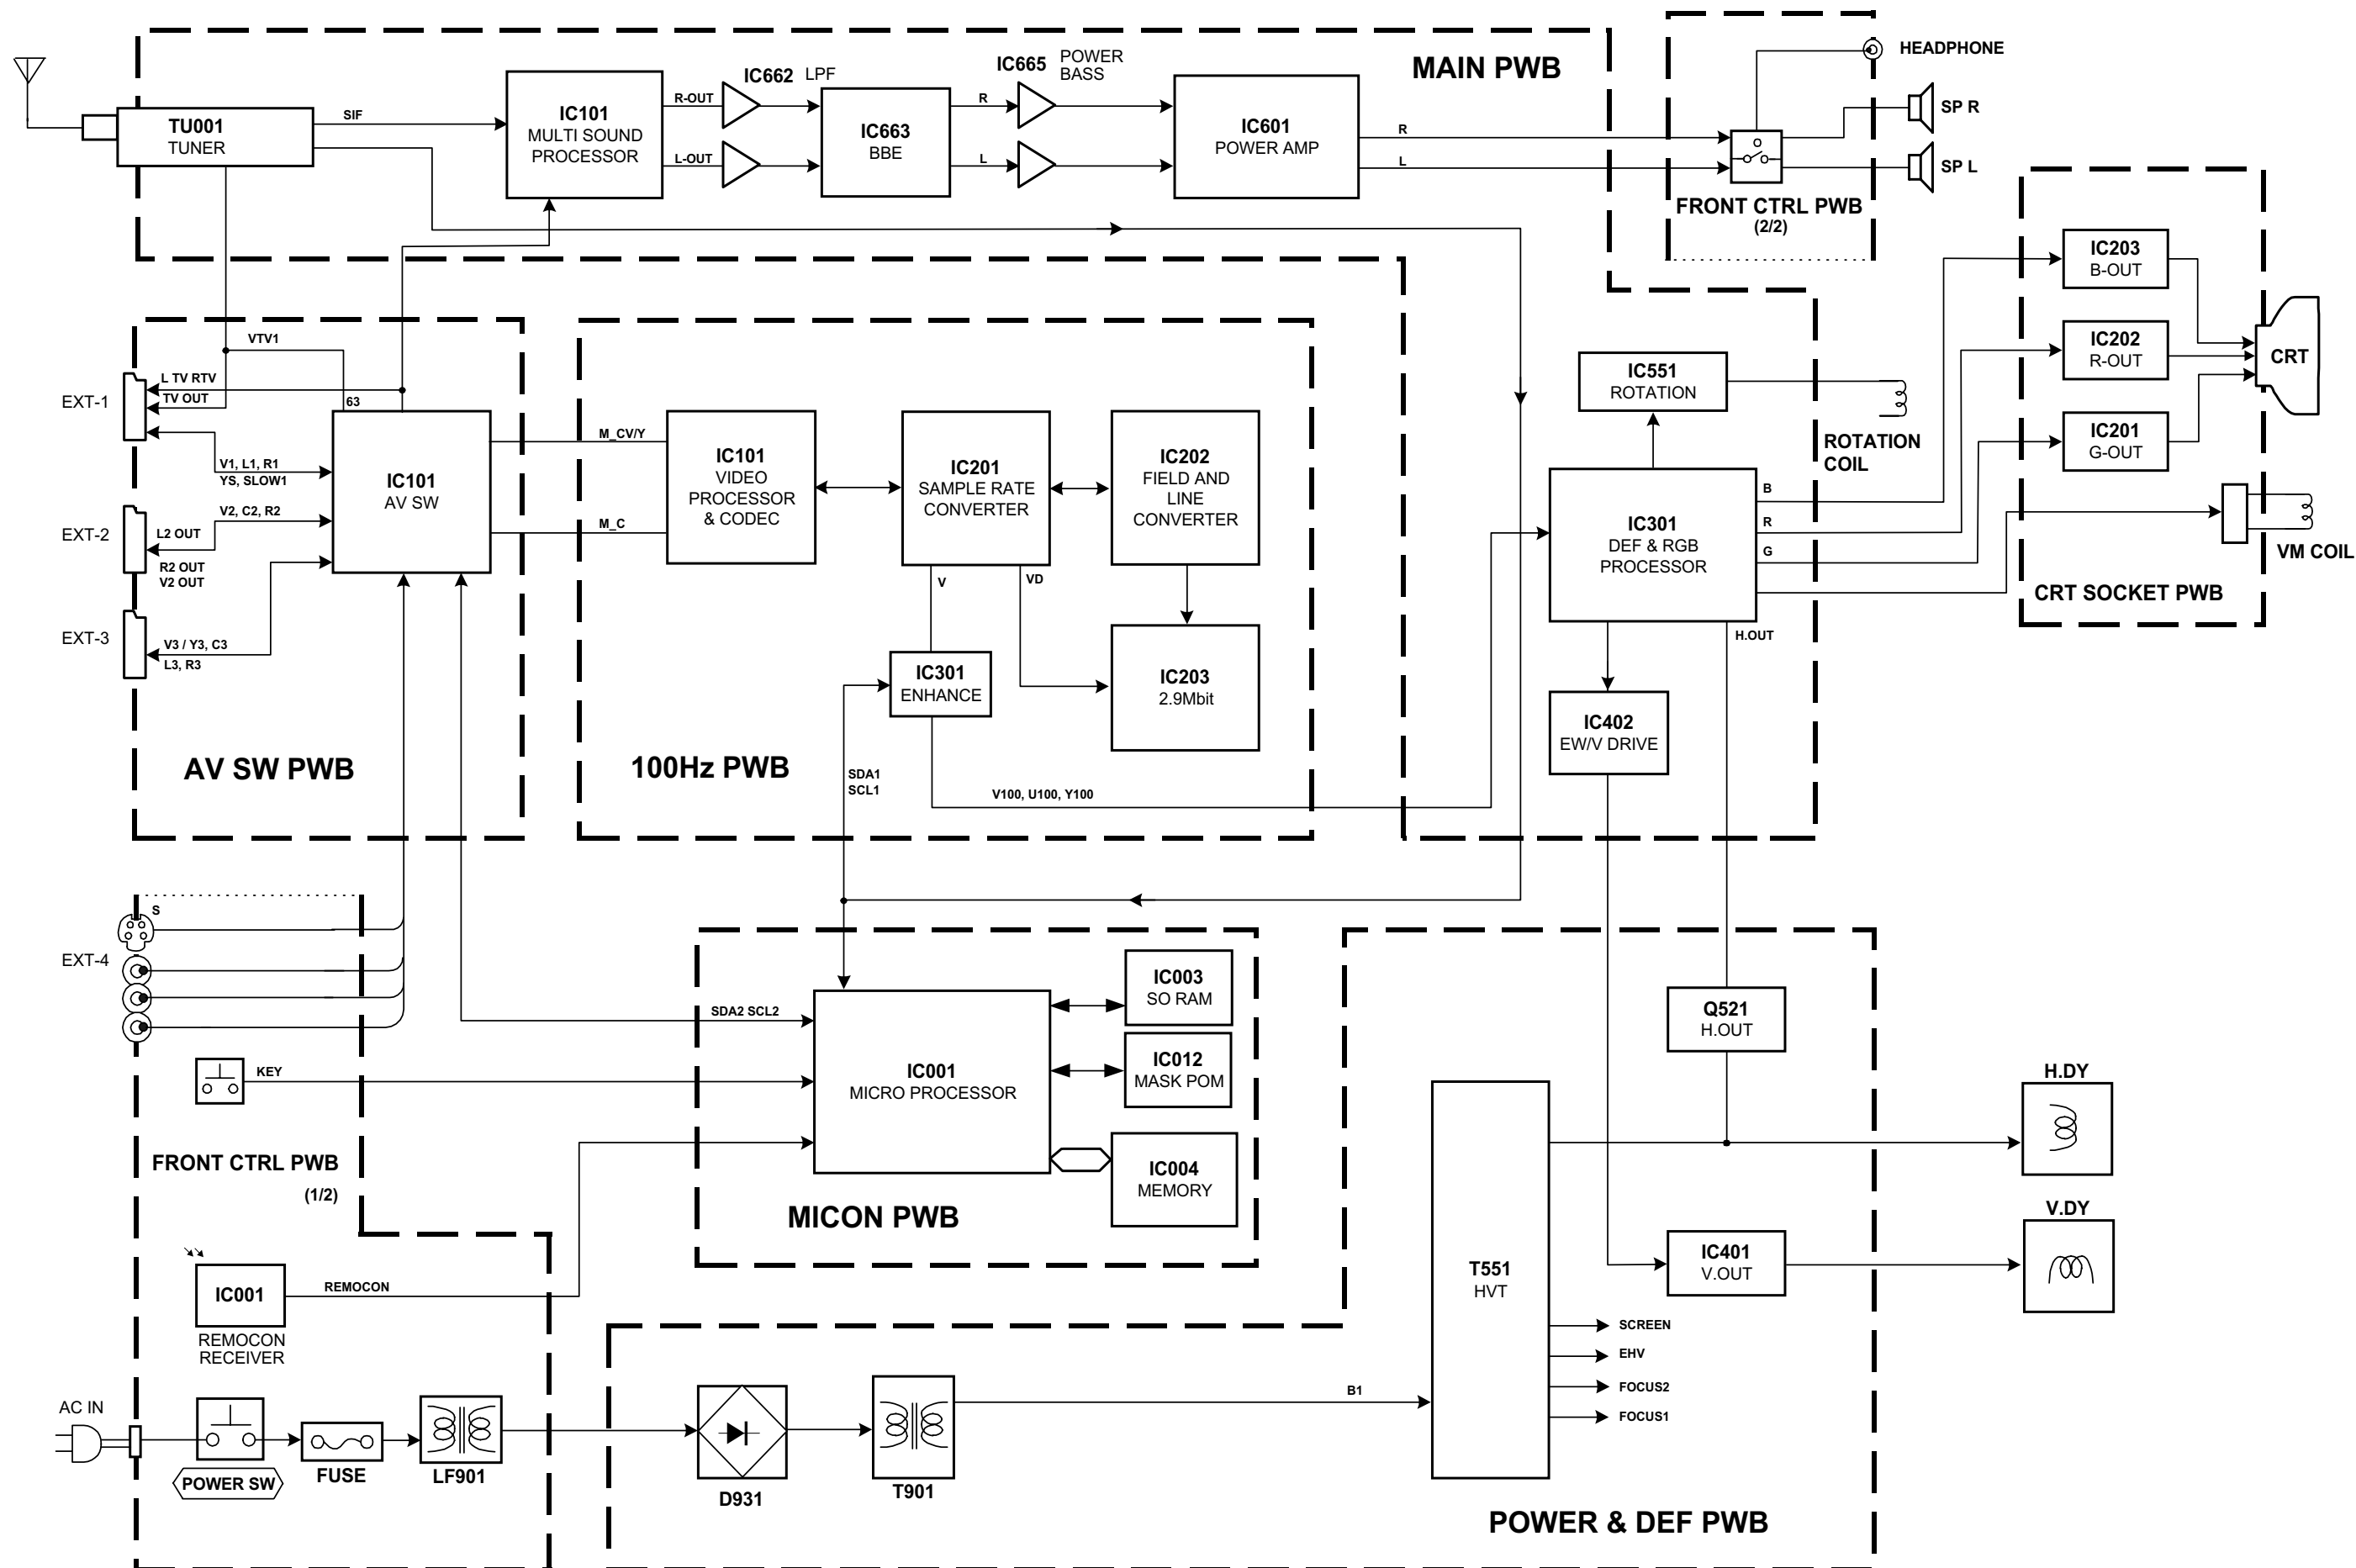 HEADPHONE
MAIN PWB
IC662 LPF
IC665
POWER
BASS
TU001
TUNER
SIF
IC101
MULTI SOUND
PROCESSOR
R-OUT
L-OUT
IC663
BBE
R
L
IC601
POWER AMP
R
L
SP R
SP L
FRONT CTRL PWB
(2/2)
IC203
B-OUT
IC202
R-OUT
IC201
G-OUT
CRT
VM COIL
CRT SOCKET PWB
VTV1
L TV RTV
TV OUT
63
EXT-1
V1, L1, R1
YS, SLOW1
V2, C2, R2
EXT-2
L2 OUT
R2 OUT
V2 OUT
EXT-3
V3 / Y3, C3
L3, R3
IC101
AV SW
AV SW PWB
M_CV/Y
M_C
IC101
VIDEO
PROCESSOR
& CODEC
IC201
SAMPLE RATE
CONVERTER
IC202
FIELD AND
LINE
CONVERTER
V
VD
IC301
ENHANCE
IC203
2.9Mbit
100Hz PWB
SDA1
SCL1
V100, U100, Y100
IC551
ROTATION
ROTATION
COIL
IC301
DEF & RGB
PROCESSOR
B
R
G
H.OUT
IC402
EW/V DRIVE
S
EXT-4
KEY
FRONT CTRL PWB
(1/2)
SDA2 SCL2
IC001
MICRO PROCESSOR
IC003
SO RAM
IC012
MASK POM
IC004
MEMORY
MICON PWB
Q521
H.OUT
H.DY
V.DY
IC401
V.OUT
T551
HVT
SCREEN
EHV
FOCUS2
FOCUS1
IC001
REMOCON
REMOCON
RECEIVER
AC IN
POWER SW
FUSE
LF901
D931
T901
B1
POWER & DEF PWB